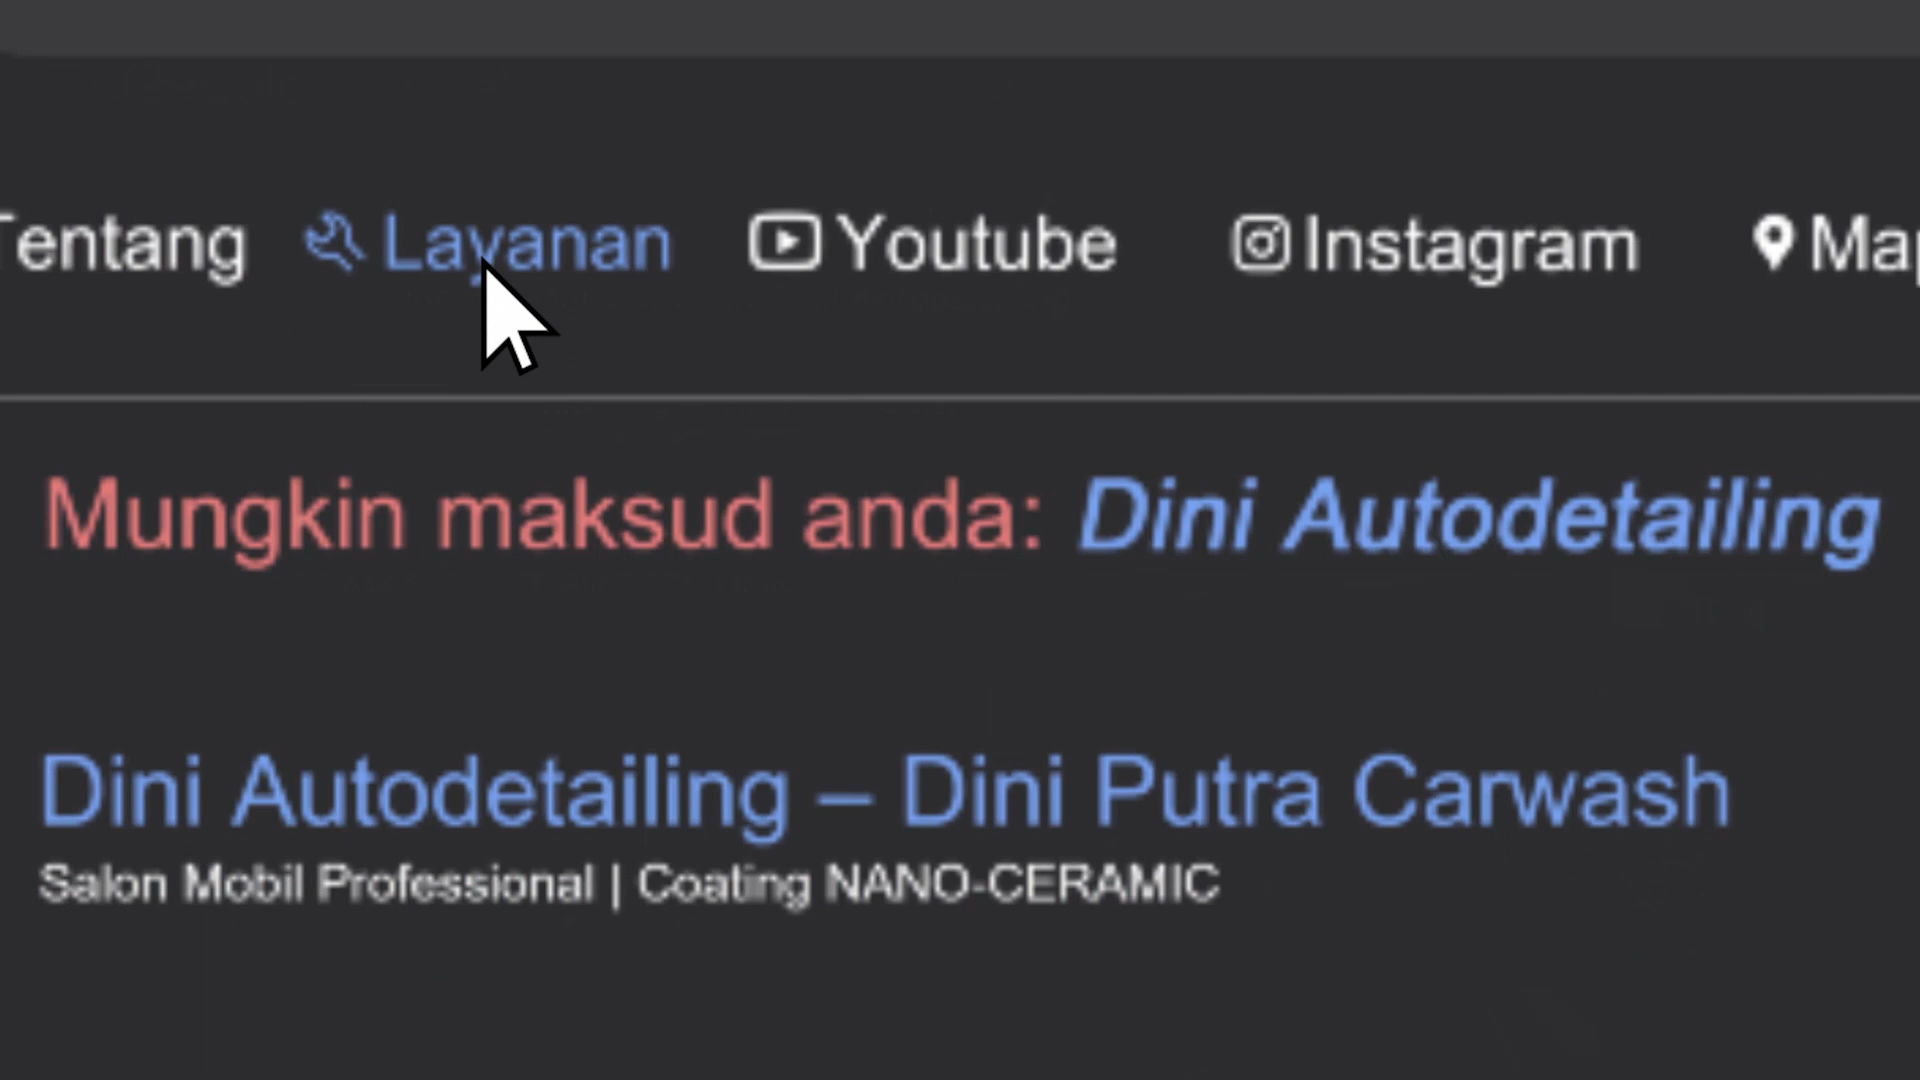 Tentang Layanan Youtube Instagram
Mungkin maksud anda: Dini Autodetailing
Dini Autodetailing – Dini Putra Carwash
Salon Mobil Professional | Coating NANO-CERAMIC